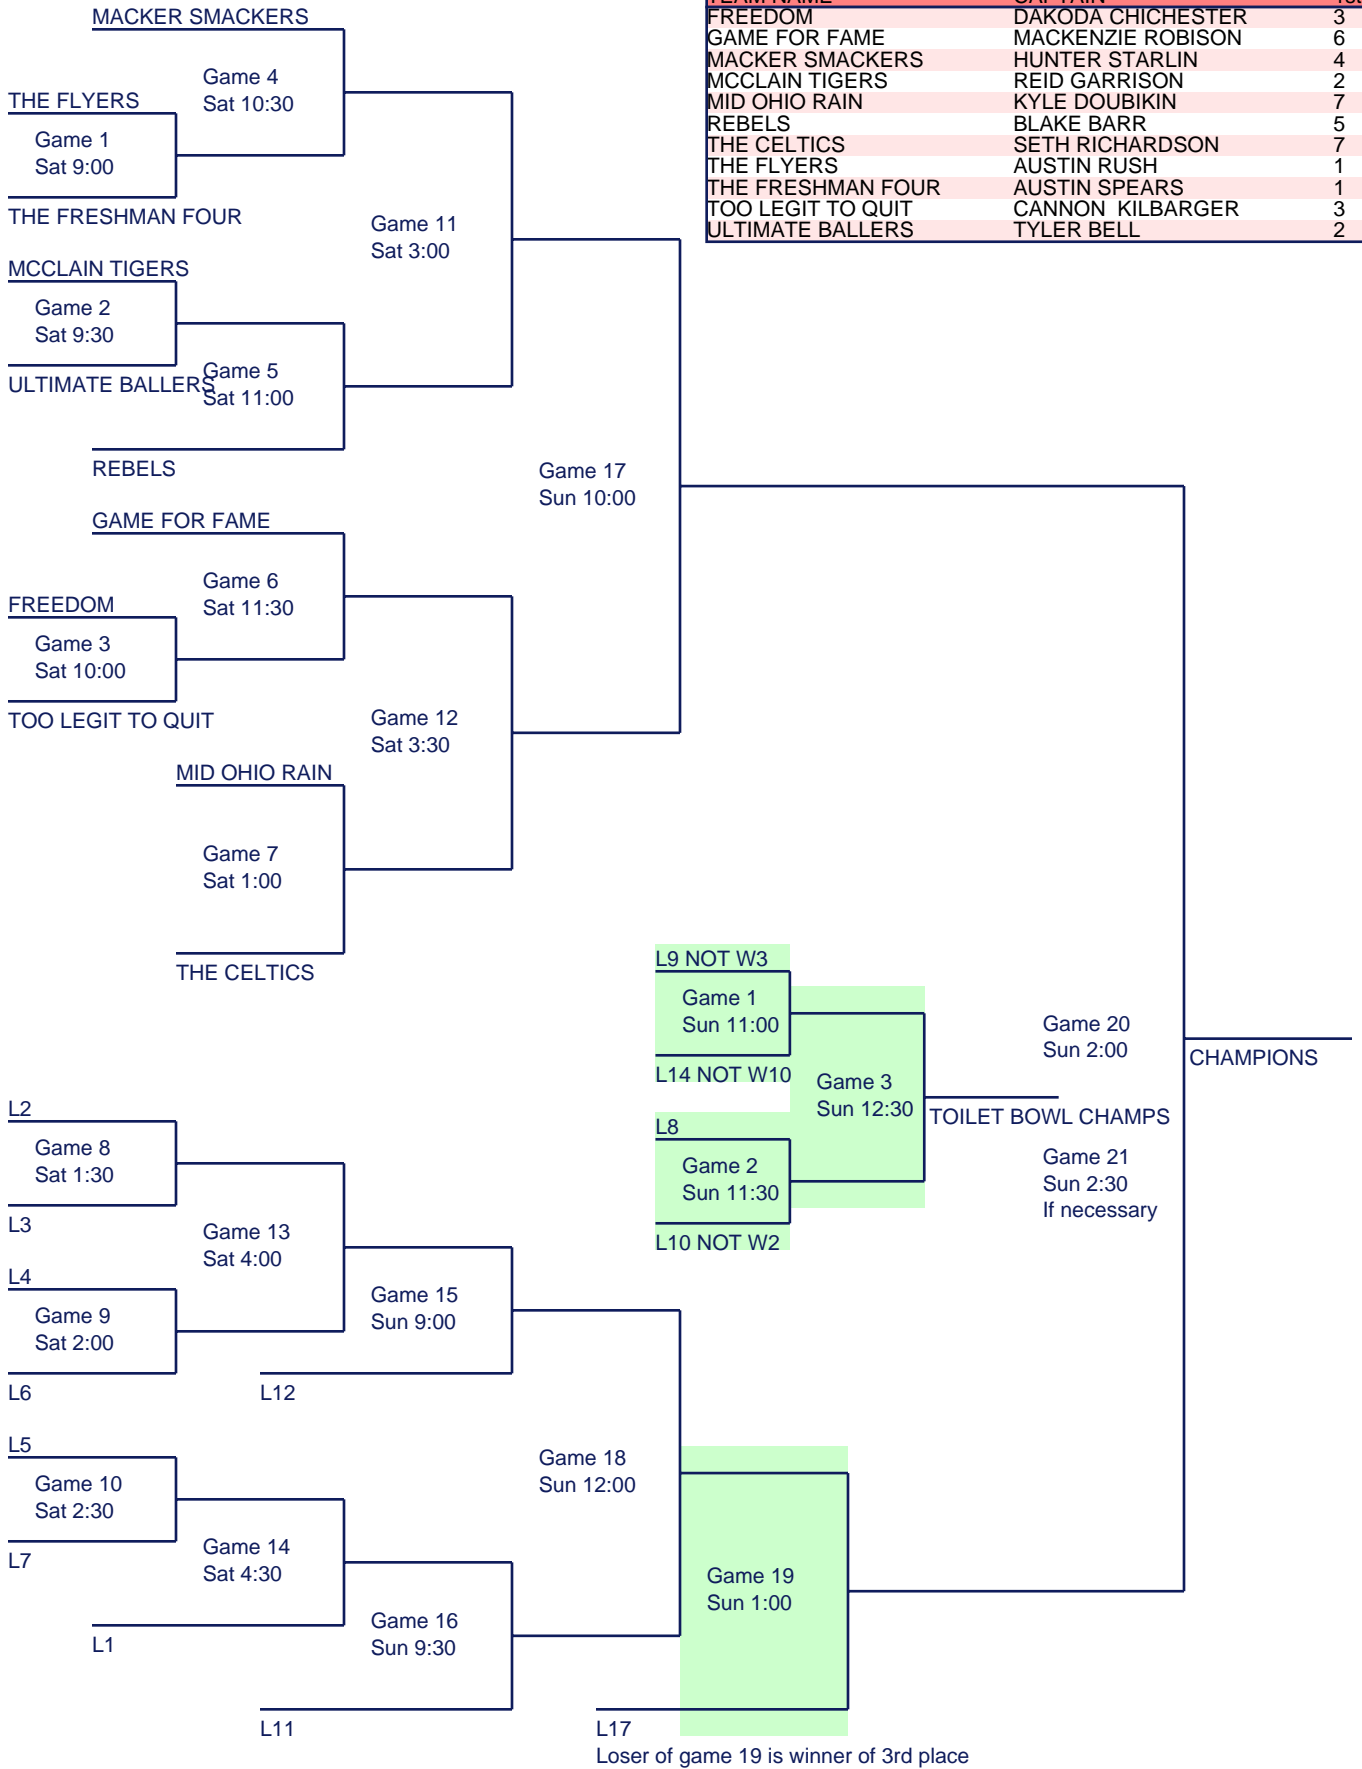 TEAM NAME CAPTAIN 1st
FREEDOM DAKODA CHICHESTER 3
GAME FOR FAME MACKENZIE ROBISON 6
MACKER SMACKERS HUNTER STARLIN 4
MCCLAIN TIGERS REID GARRISON 2
MID OHIO RAIN KYLE DOUBIKIN 7
REBELS BLAKE BARR 5
THE CELTICS SETH RICHARDSON 7
THE FLYERS AUSTIN RUSH 1
THE FRESHMAN FOUR AUSTIN SPEARS 1
TOO LEGIT TO QUIT CANNON KILBARGER 3
ULTIMATE BALLERS TYLER BELL 2
MACKER SMACKERS
Game 4
Sat 10:30
THE FLYERS
Game 1
Sat 9:00
THE FRESHMAN FOUR
Game 11
Sat 3:00
MCCLAIN TIGERS
Game 2
Sat 9:30
ULTIMATE BALLERS
Game 5
Sat 11:00
REBELS
Game 17
Sun 10:00
GAME FOR FAME
Game 6
Sat 11:30
FREEDOM
Game 3
Sat 10:00
TOO LEGIT TO QUIT
Game 12
Sat 3:30
MID OHIO RAIN
Game 7
Sat 1:00
THE CELTICS
L9 NOT W3
Game 1
Sun 11:00
L14 NOT W10
Game 3
Sun 12:30
L8
Game 2
Sun 11:30
L10 NOT W2
TOILET BOWL CHAMPS
Game 20
Sun 2:00
CHAMPIONS
Game 21
Sun 2:30
If necessary
L2
Game 8
Sat 1:30
L3
Game 13
Sat 4:00
L4
Game 9
Sat 2:00
L6
Game 15
Sun 9:00
L12
L5
Game 10
Sat 2:30
L7
Game 14
Sat 4:30
L1
Game 16
Sun 9:30
L11
Game 18
Sun 12:00
Game 19
Sun 1:00
L17
Loser of game 19 is winner of 3rd place